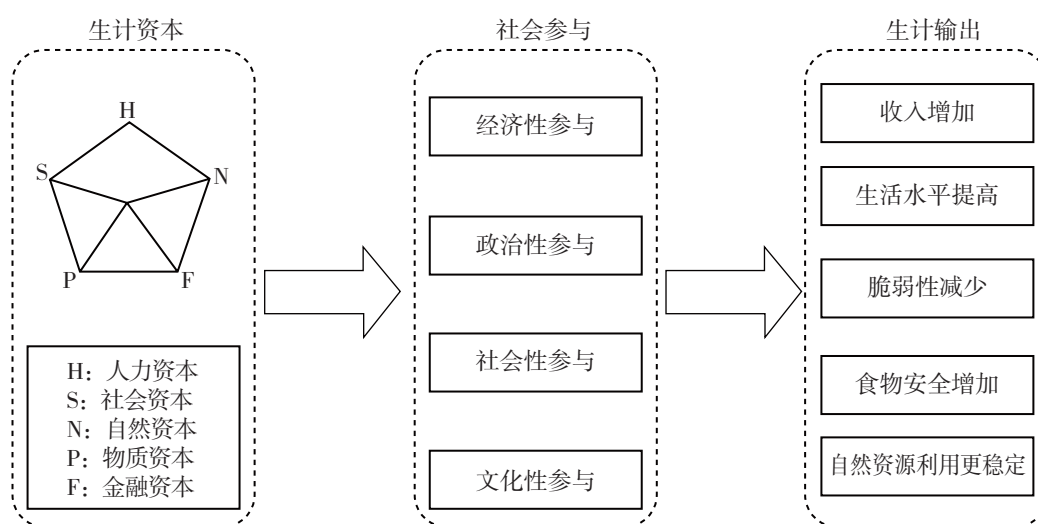 生计资本
社会参与
生计输出
H
S
N
P
F
H：人力资本
S：社会资本
N：自然资本
P：物质资本
F：金融资本
经济性参与
政治性参与
社会性参与
文化性参与
收入增加
生活水平提高
脆弱性减少
食物安全增加
自然资源利用更稳定